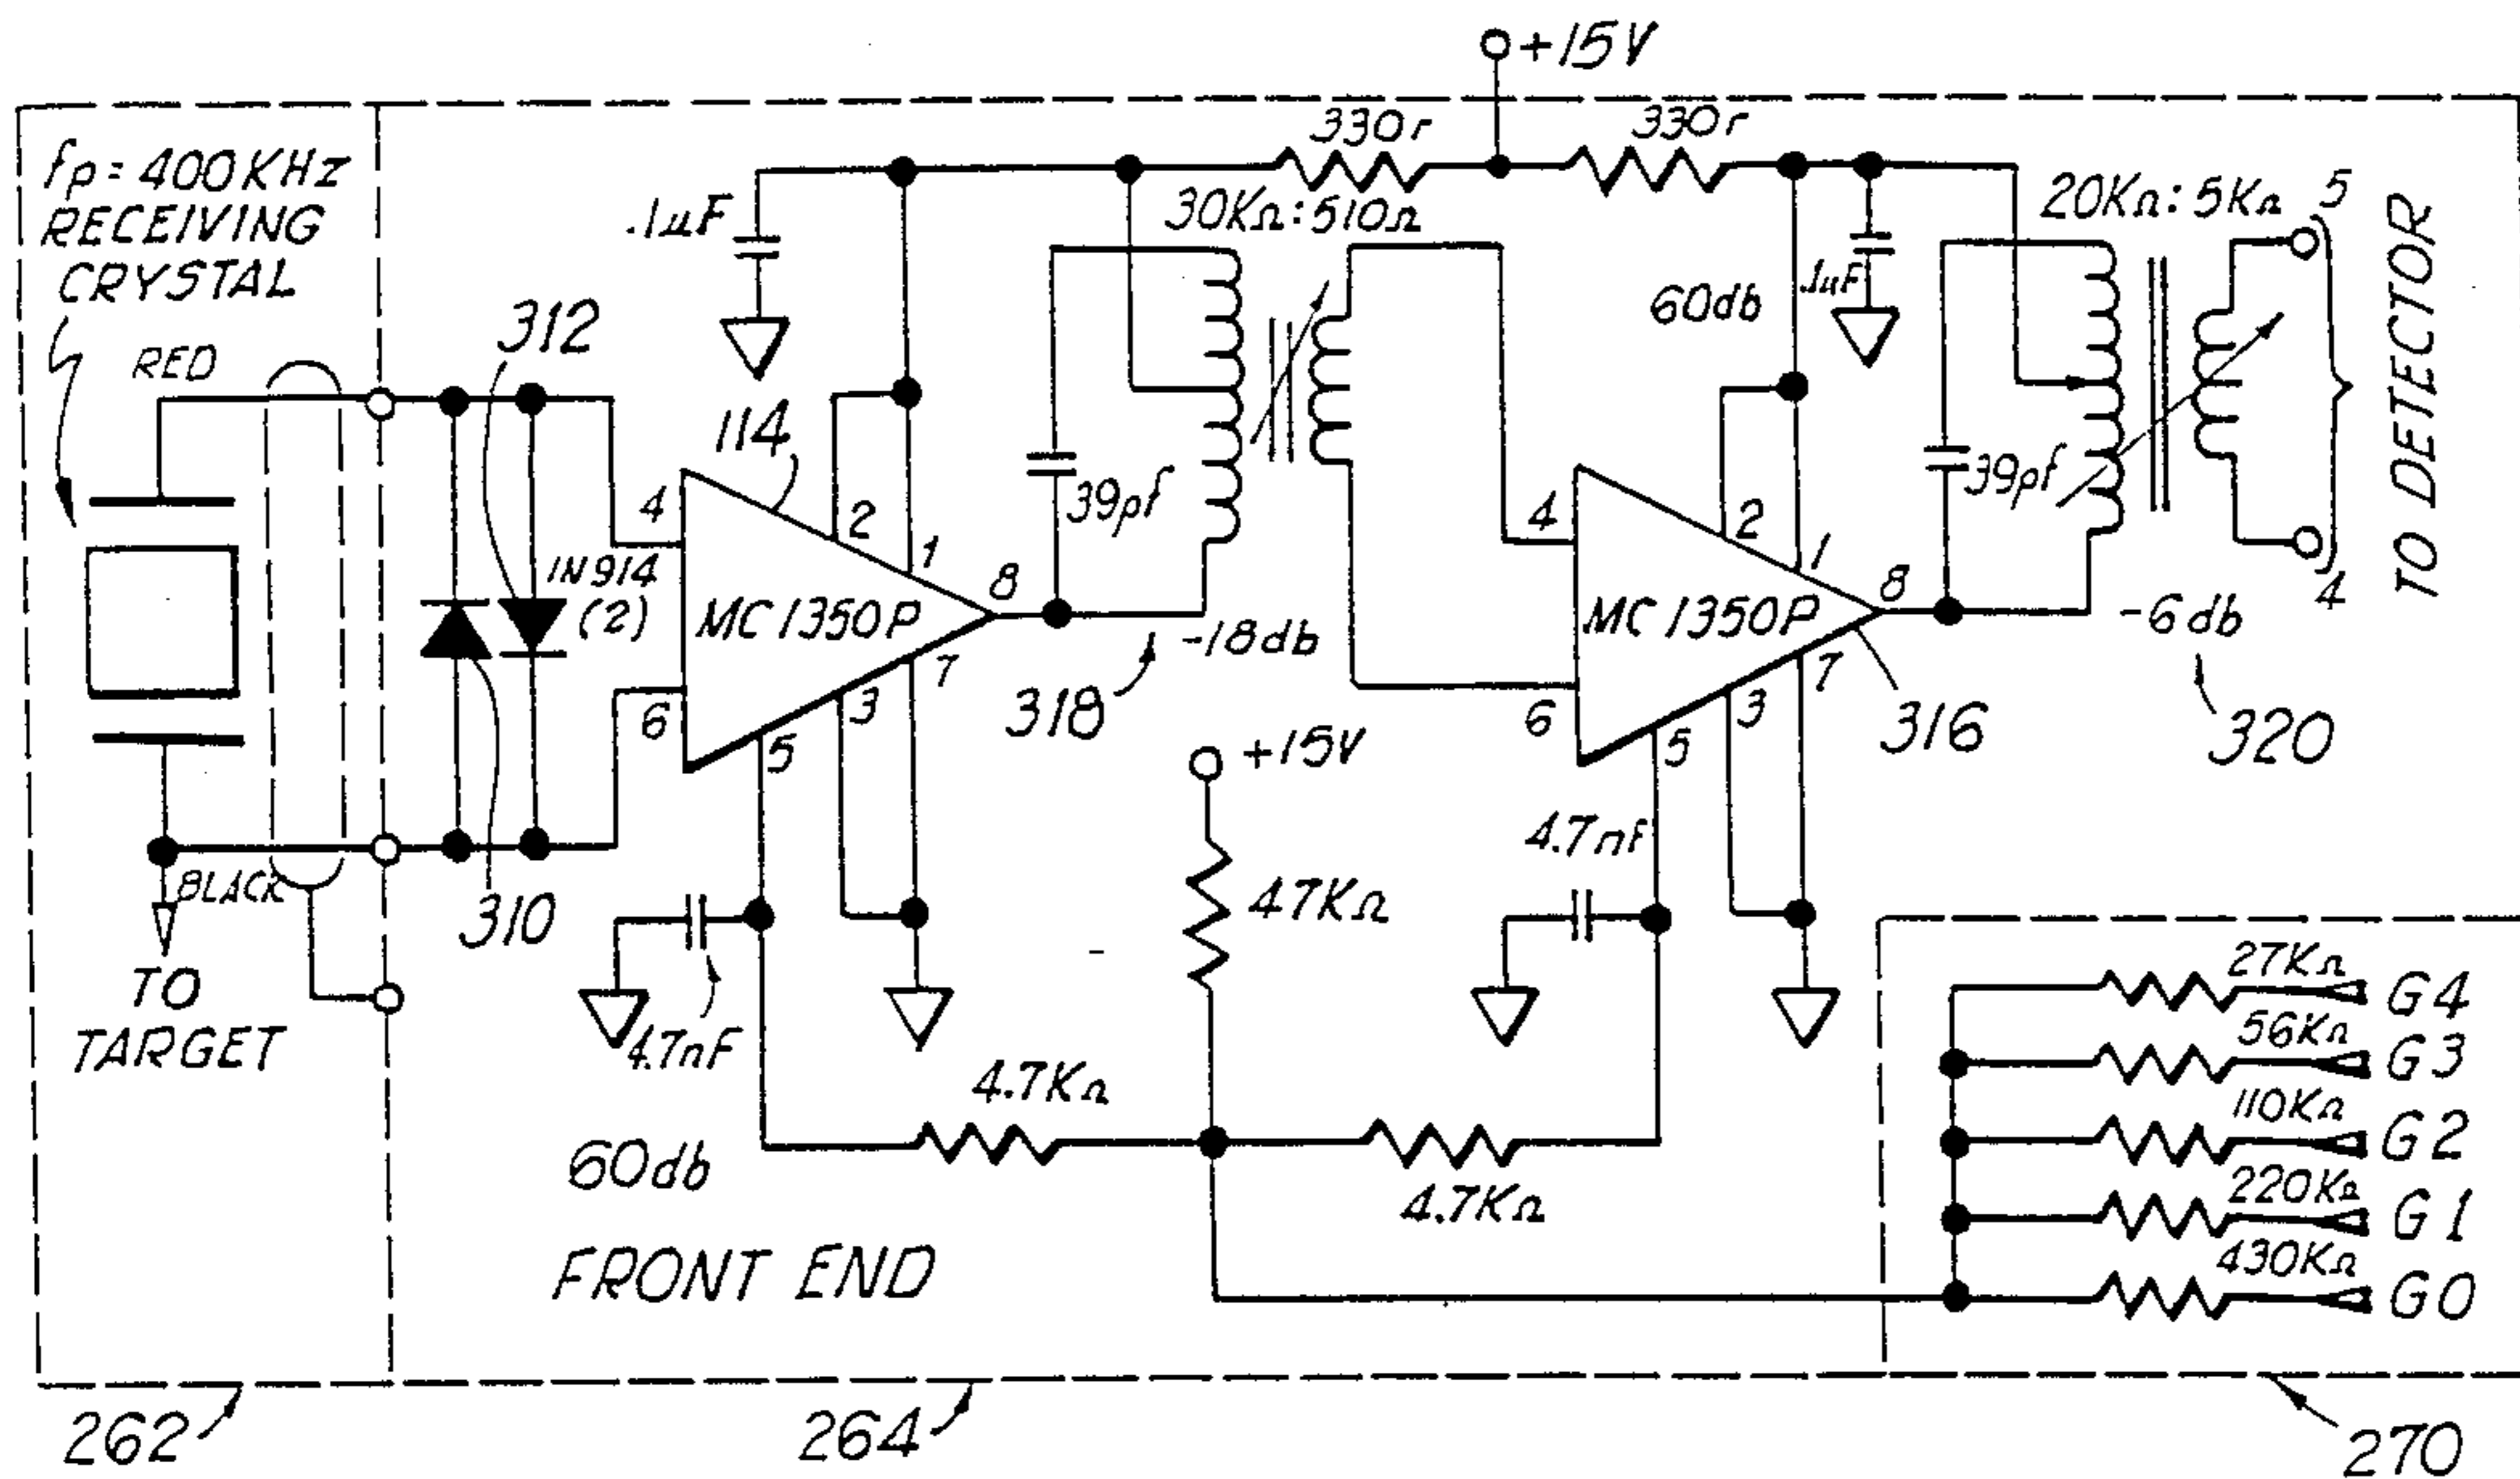 +15V
fp = 400KHz
RECEIVING
CRYSTAL
330r
330r
.1µF
30KΩ:510Ω
20KΩ:5KΩ
5
312
60db
.1µF
TO DETECTOR
RED
114
4
2
1
39pf
4
2
1
39pf
IN914
(2)
MC1350P
8
MC1350P
8
4
-18db
-6db
6
5
3
7
318
6
5
3
7
316
320
+15V
4.7nF
BLACK
310
47KΩ
TO
TARGET
4.7nF
27KΩ
G4
56KΩ
G3
4.7KΩ
110KΩ
G2
60db
4.7KΩ
220KΩ
G1
FRONT END
430KΩ
G0
262
264
270